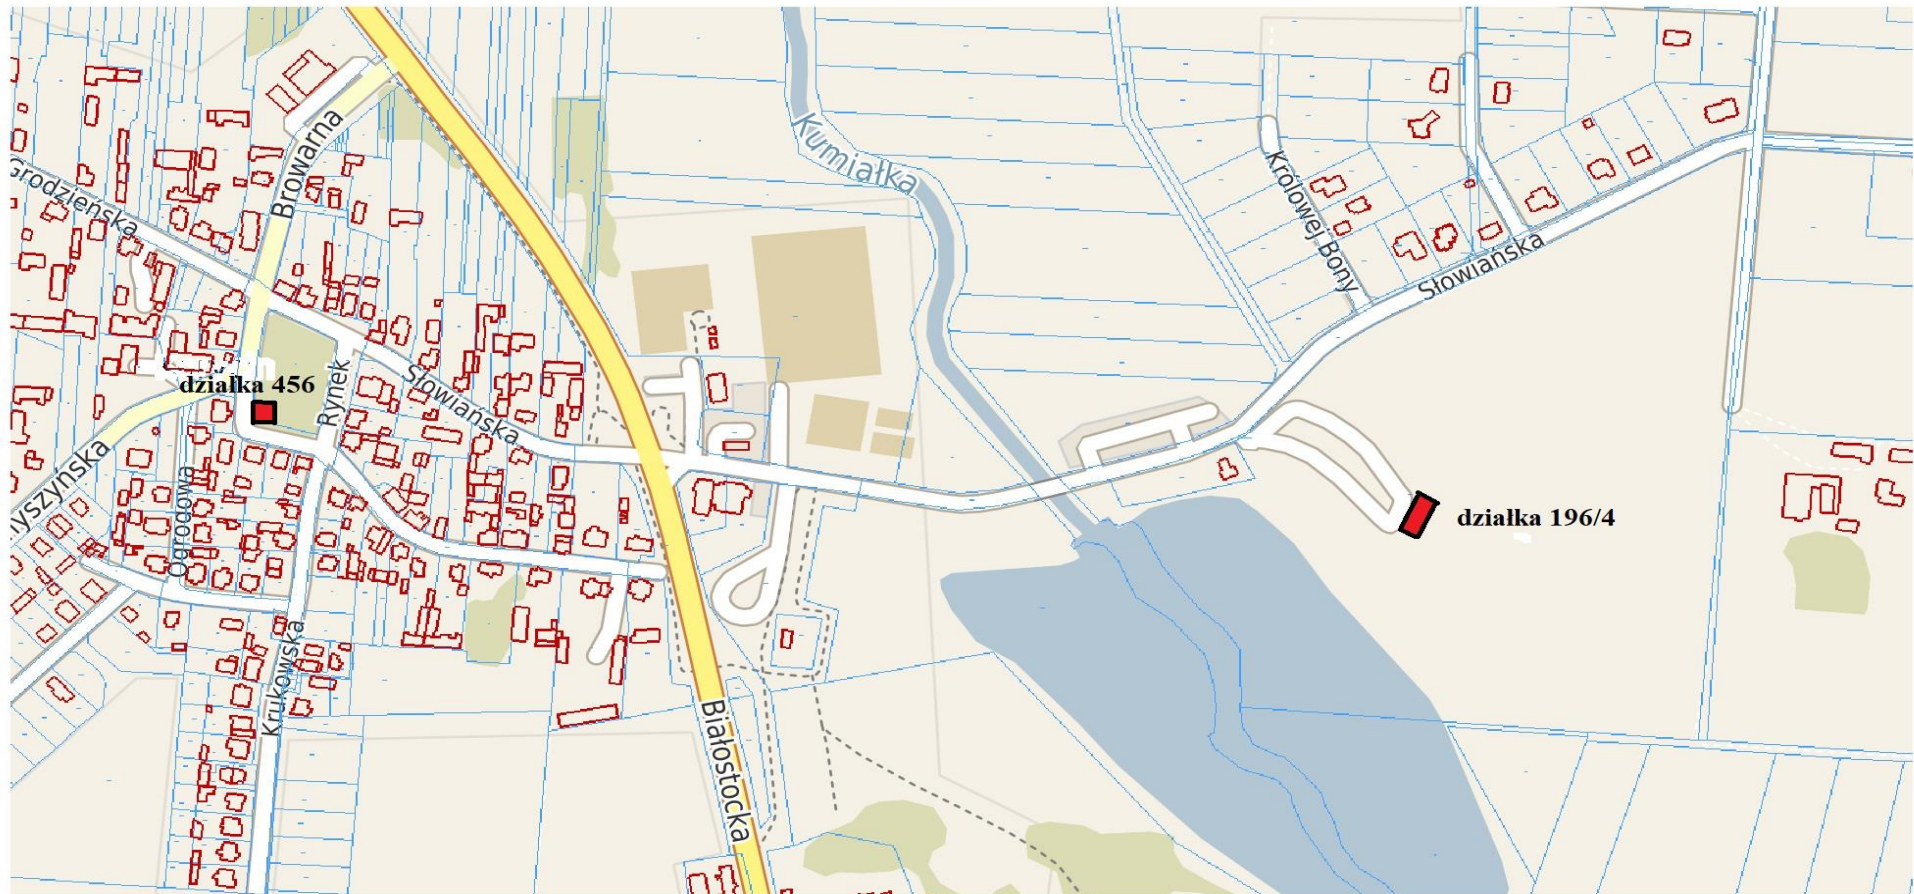 Kumiałka
Browarna
Grodzieńska
Królowej Bony
Słowiańska
działka 456
Rynek
Słowiańska
yszyńska
Ogrodowa
działka 196/4
Krukowska
Białostocka